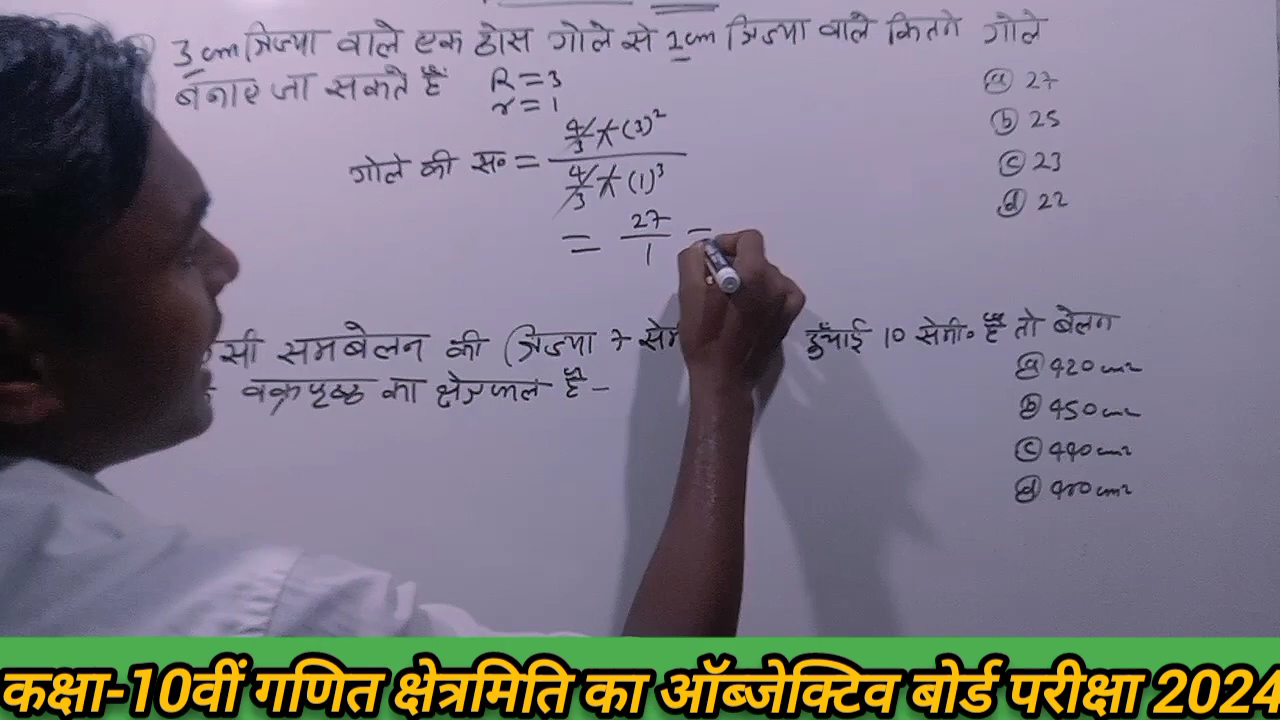 3 cm त्रिज्या वाले एक ठोस गोले से 1 cm त्रिज्या वाले कितने गोले
बनाए जा सकते हैं
R = 3
r = 1
(a) 27
(b) 25
(c) 23
(d) 22
गोले की स० = 4/3 π (3)²
4/3 π (1)³
= 27/1 =
सी समबेलन की त्रिज्या 7 सेमी ऊँचाई 10 सेमी० है तो बेलन
वक्रपृष्ठ का क्षेत्रफल है –
(a) 420 cm²
(b) 450 cm²
(c) 440 cm²
(d) 400 cm²
कक्षा-10वीं गणित क्षेत्रमिति का ऑब्जेक्टिव बोर्ड परीक्षा 2024